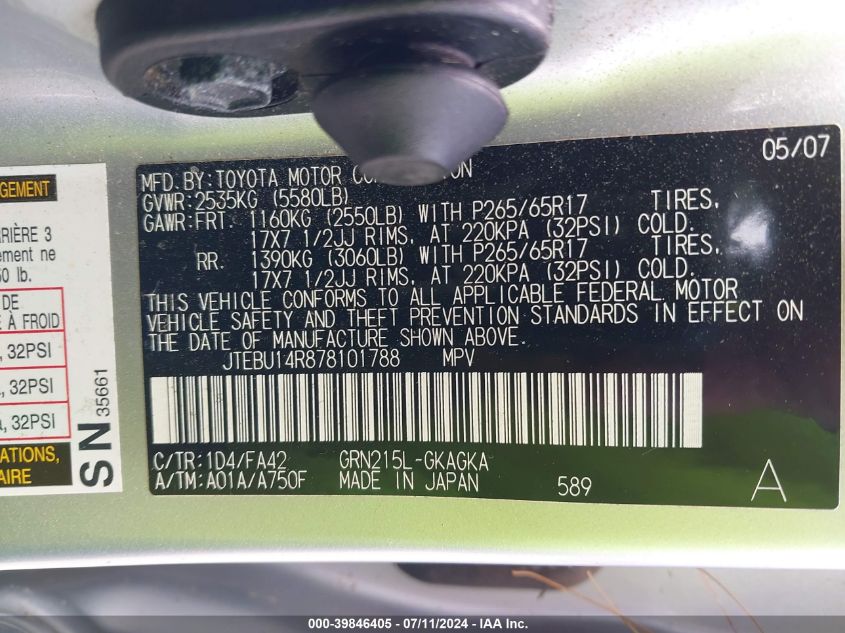 05/07
MFD.BY:TOYOTA MOTOR CO TION
GVWR:2535KG (5580LB)
GAWR:FRT. 1160KG (2550LB) WITH P265/65R17 TIRES,
17X7 1/2JJ RIMS, AT 220KPA (32PSI) COLD.
RR. 1390KG (3060LB) WITH P265/65R17 TIRES,
17X7 1/2JJ RIMS, AT 220KPA (32PSI) COLD.
THIS VEHICLE CONFORMS TO ALL APPLICABLE FEDERAL MOTOR
VEHICLE SAFETY AND THEFT PREVENTION STANDARDS IN EFFECT ON
THE DATE OF MANUFACTURE SHOWN ABOVE.
JTEBU14R878101788 MPV
C/TR:1D4/FA42 GRN215L-GKAGKA
A/TM:A01A/A750F MADE IN JAPAN 589 A
GEMENT
RIÈRE 3
ement ne
0 lb.
DE
E À FROID
, 32PSI
, 32PSI
, 32PSI
ATIONS,
AIRE
SN 35661
000-39846405 - 07/11/2024 - IAA Inc.